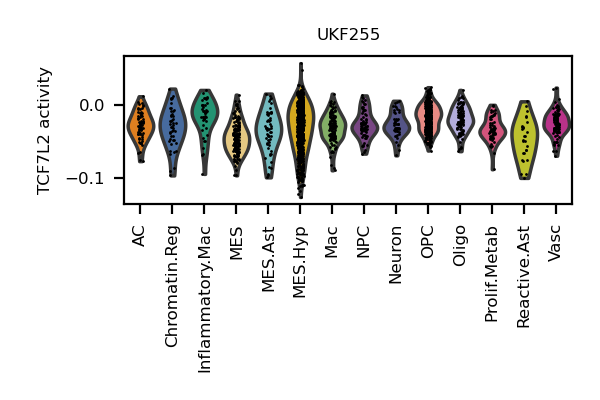 UKF255
TCF7L2 activity
0.0
−0.1
AC
Chromatin.Reg
Inflammatory.Mac
MES
MES.Ast
MES.Hyp
Mac
NPC
Neuron
OPC
Oligo
Prolif.Metab
Reactive.Ast
Vasc